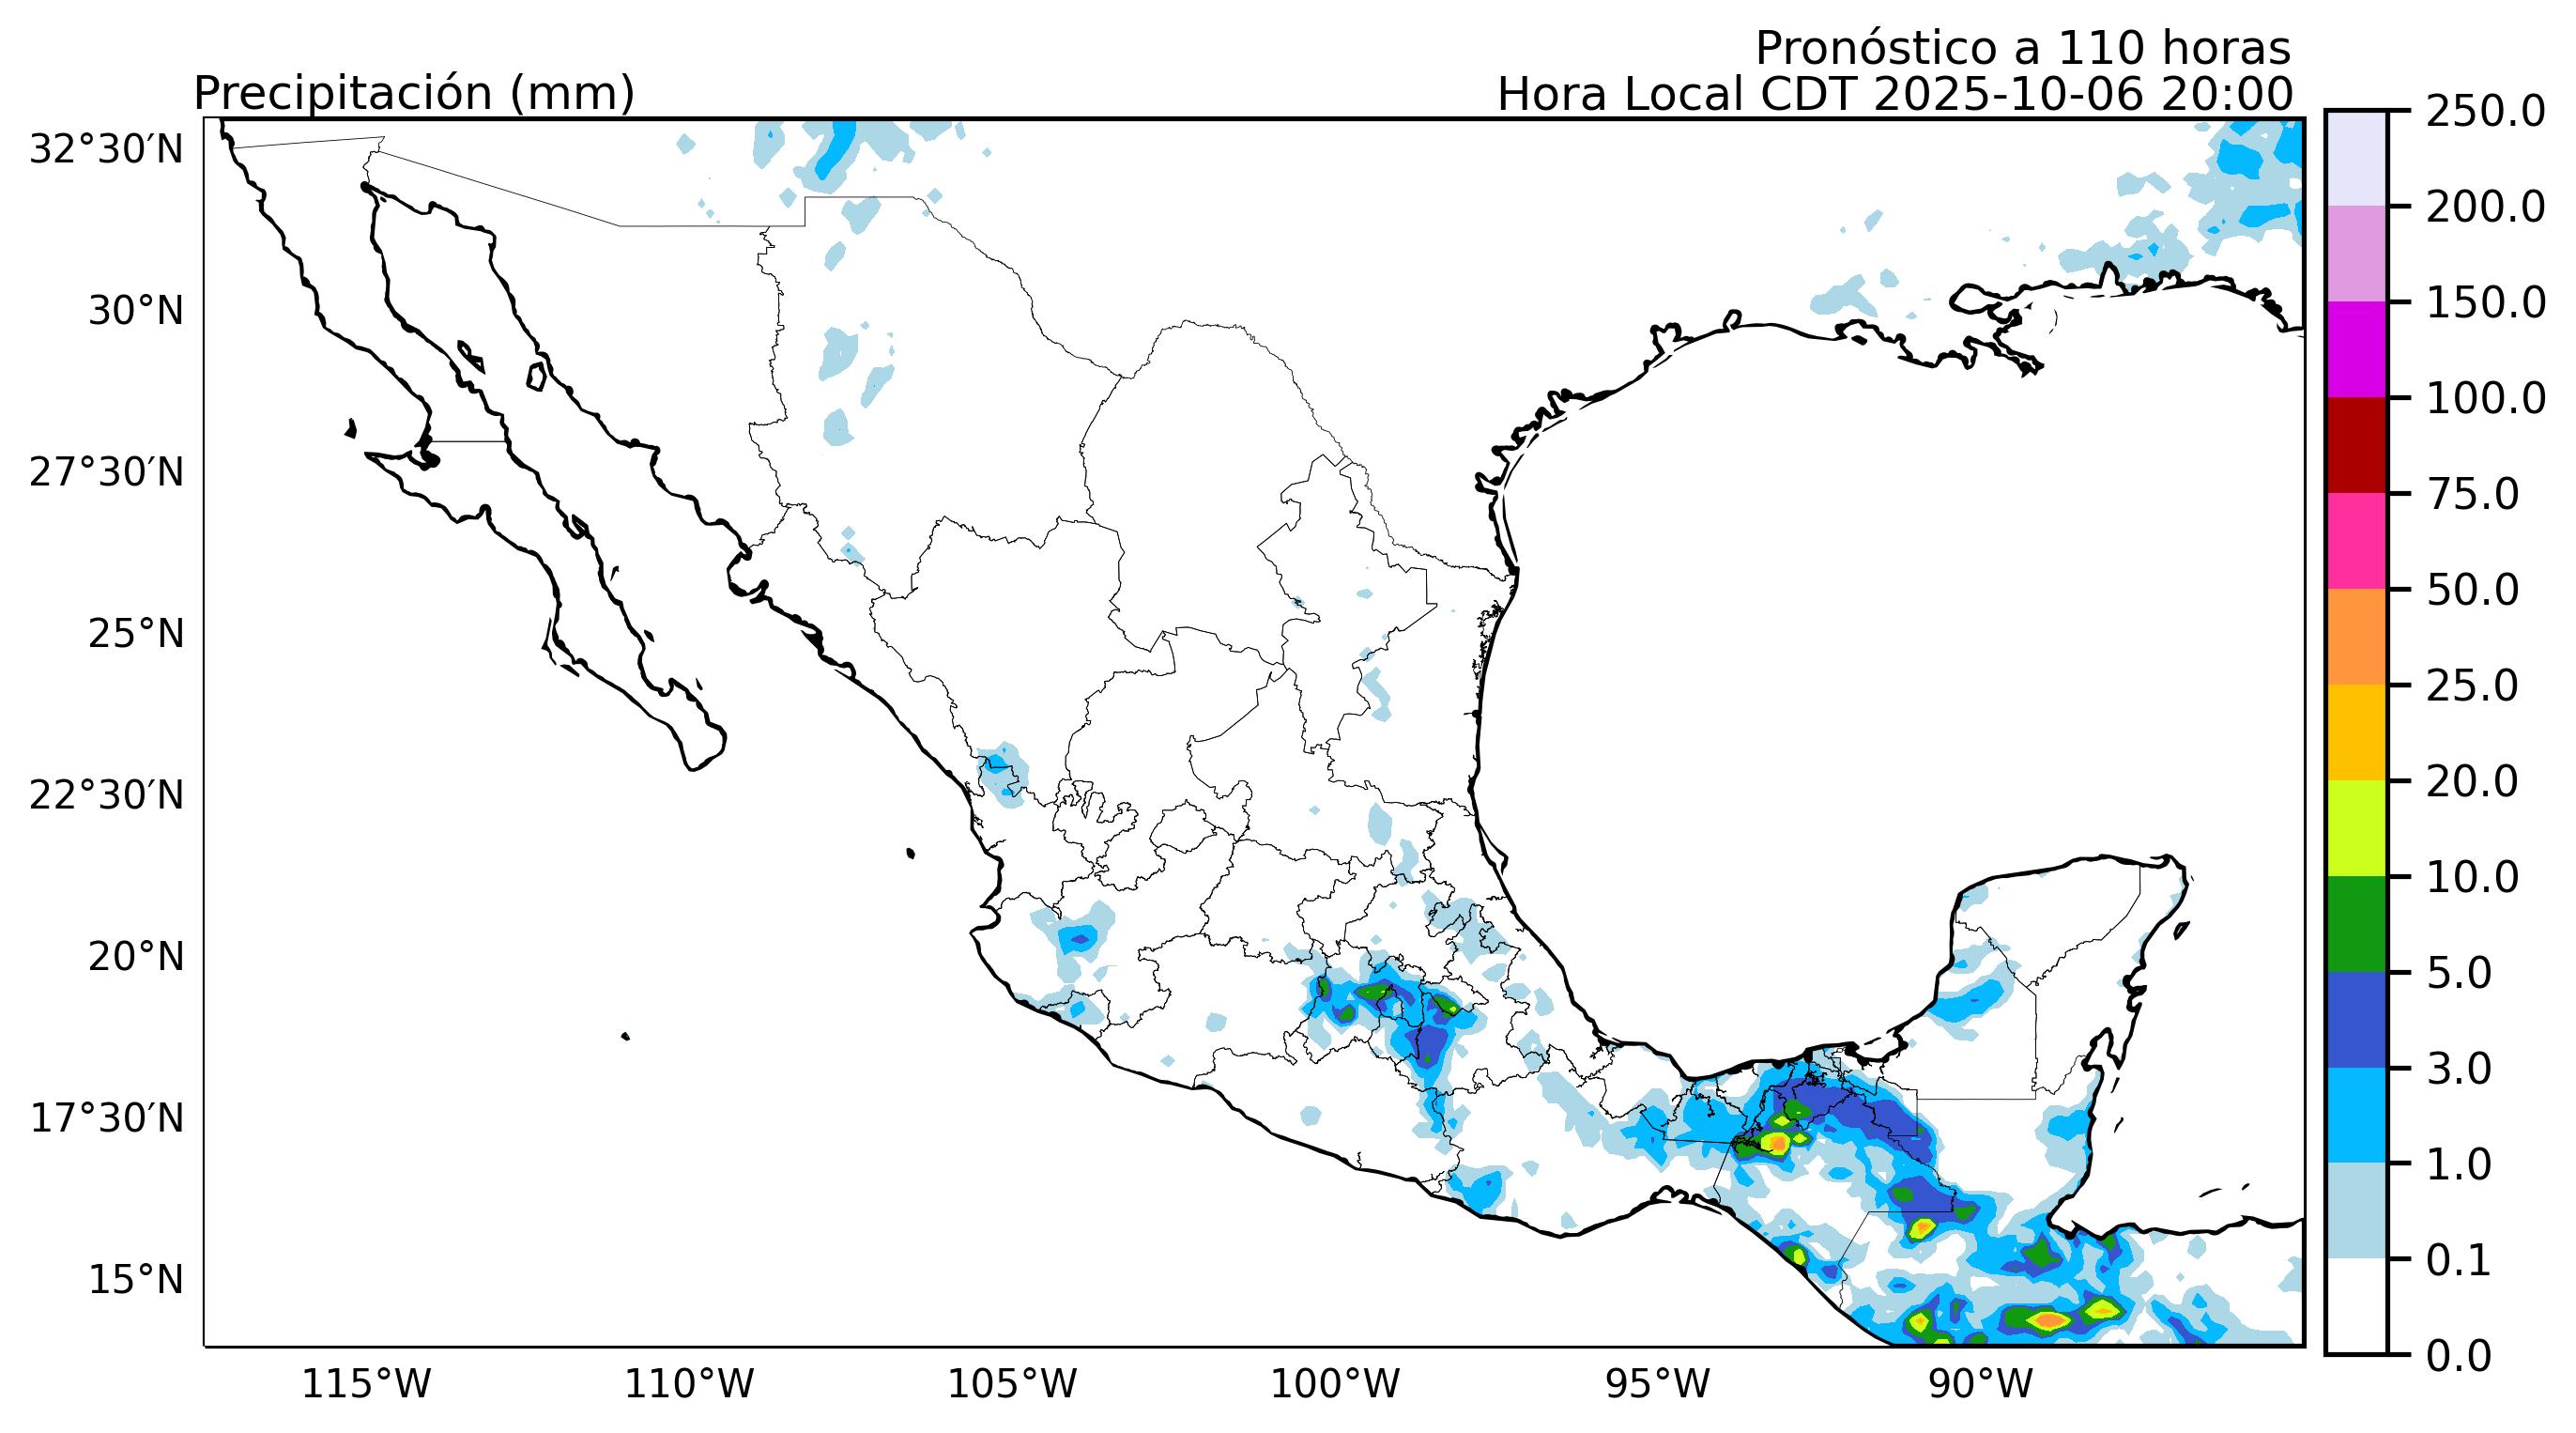 Pronóstico a 110 horas
Precipitación (mm)
Hora Local CDT 2025-10-06 20:00
32°30′N
30°N
27°30′N
25°N
22°30′N
20°N
17°30′N
15°N
115°W
110°W
105°W
100°W
95°W
90°W
250.0
200.0
150.0
100.0
75.0
50.0
25.0
20.0
10.0
5.0
3.0
1.0
0.1
0.0